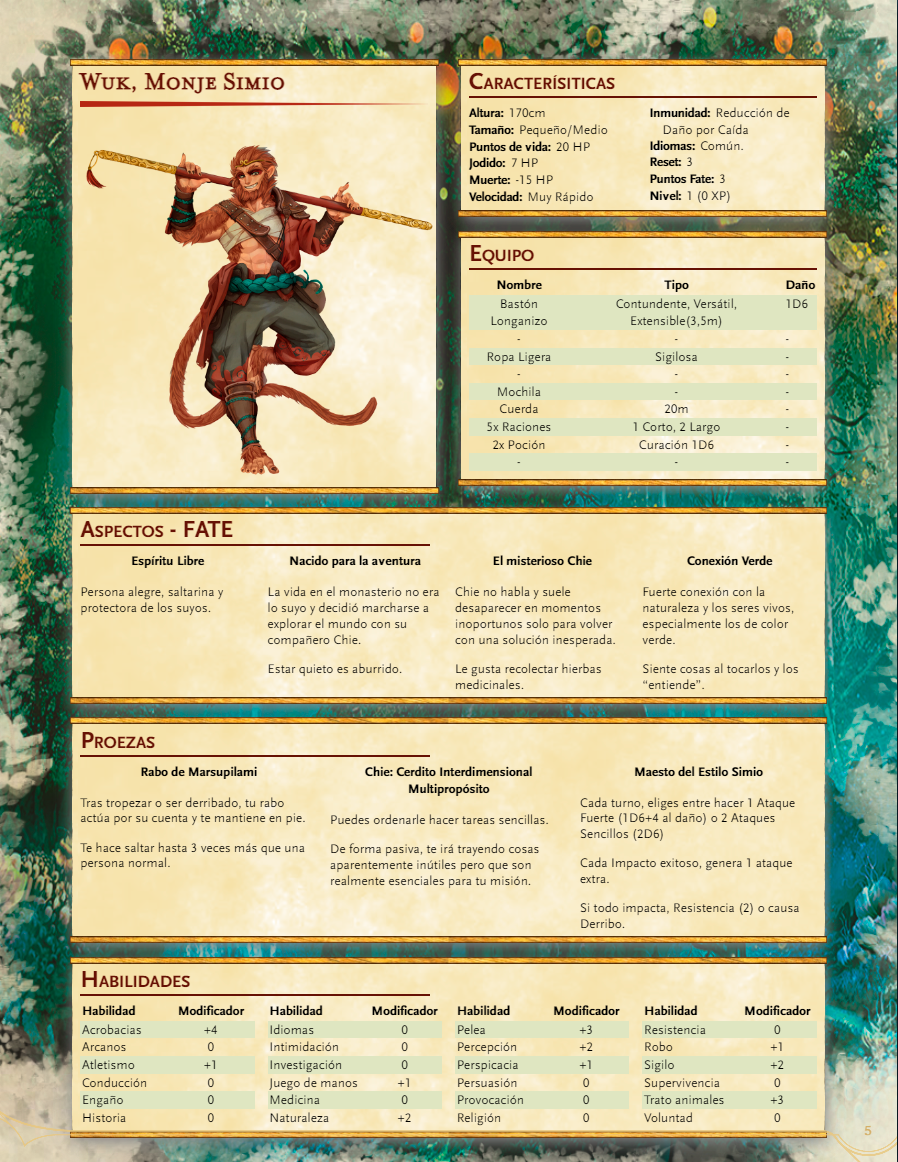 Wuk, Monje Simio
Caracterísiticas
Altura: 170cm
Tamaño: Pequeño/Medio
Puntos de vida: 20 HP
Jodido: 7 HP
Muerte: -15 HP
Velocidad: Muy Rápido
Inmunidad: Reducción de
Daño por Caída
Idiomas: Común.
Reset: 3
Puntos Fate: 3
Nivel: 1 (0 XP)
Equipo
Nombre Tipo Daño
Bastón Contundente, Versátil, 1D6
Longanizo Extensible(3,5m)
- - -
Ropa Ligera Sigilosa -
- - -
Mochila - -
Cuerda 20m -
5x Raciones 1 Corto, 2 Largo -
2x Poción Curación 1D6 -
- - -
Aspectos - FATE
Espíritu Libre
Persona alegre, saltarina y
protectora de los suyos.
Nacido para la aventura
La vida en el monasterio no era
lo suyo y decidió marcharse a
explorar el mundo con su
compañero Chie.
Estar quieto es aburrido.
El misterioso Chie
Chie no habla y suele
desaparecer en momentos
inoportunos solo para volver
con una solución inesperada.
Le gusta recolectar hierbas
medicinales.
Conexión Verde
Fuerte conexión con la
naturaleza y los seres vivos,
especialmente los de color
verde.
Siente cosas al tocarlos y los
“entiende”.
Proezas
Rabo de Marsupilami
Tras tropezar o ser derribado, tu rabo
actúa por su cuenta y te mantiene en pie.
Te hace saltar hasta 3 veces más que una
persona normal.
Chie: Cerdito Interdimensional
Multipropósito
Puedes ordenarle hacer tareas sencillas.
De forma pasiva, te irá trayendo cosas
aparentemente inútiles pero que son
realmente esenciales para tu misión.
Maesto del Estilo Simio
Cada turno, eliges entre hacer 1 Ataque
Fuerte (1D6+4 al daño) o 2 Ataques
Sencillos (2D6)
Cada Impacto exitoso, genera 1 ataque
extra.
Si todo impacta, Resistencia (2) o causa
Derribo.
Habilidades
Habilidad Modificador Habilidad Modificador Habilidad Modificador Habilidad Modificador
Acrobacias +4 Idiomas 0 Pelea +3 Resistencia 0
Arcanos 0 Intimidación 0 Percepción +2 Robo +1
Atletismo +1 Investigación 0 Perspicacia +1 Sigilo +2
Conducción 0 Juego de manos +1 Persuasión 0 Supervivencia 0
Engaño 0 Medicina 0 Provocación 0 Trato animales +3
Historia 0 Naturaleza +2 Religión 0 Voluntad 0
5